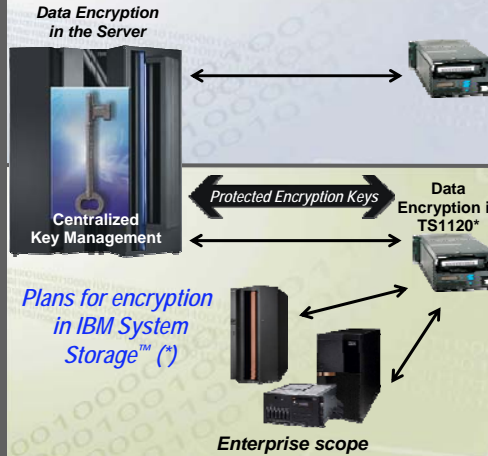 Data Encryption
in the Server
Centralized
Key Management
Protected Encryption Keys
Data
Encryption i
TS1120*
Plans for encryption
in IBM System
Storage™ (*)
Enterprise scope